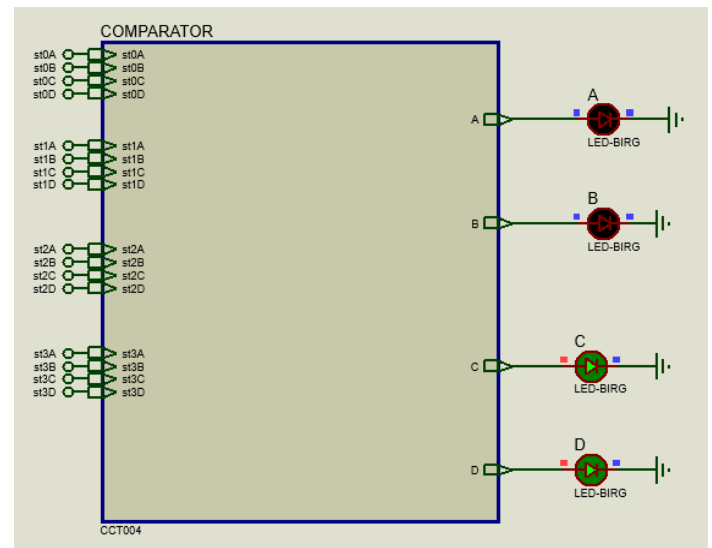 COMPARATOR
st0A st0A
st0B st0B
st0C st0C
st0D st0D
st1A st1A
st1B st1B
st1C st1C
st1D st1D
st2A st2A
st2B st2B
st2C st2C
st2D st2D
st3A st3A
st3B st3B
st3C st3C
st3D st3D
A
A
LED-BIRG
B
B
LED-BIRG
C
C
LED-BIRG
D
D
LED-BIRG
CCT004